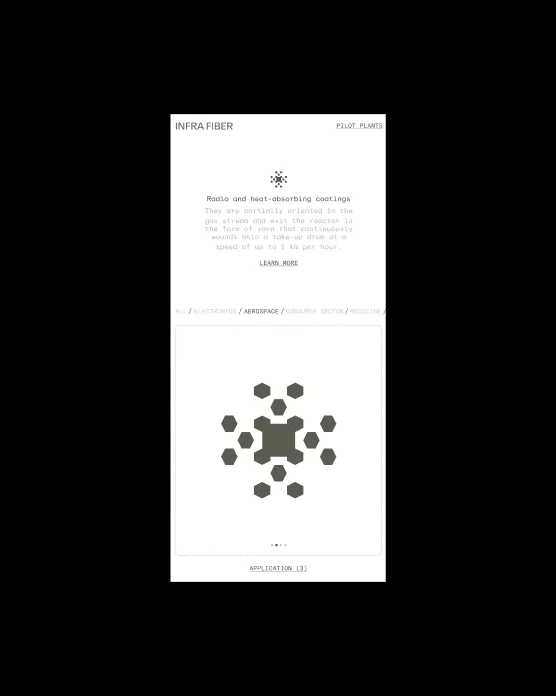 INFRA FIBER
PILOT PLANTS
Radio and heat-absorbing coatings
They are partially oriented in the
gas stream and exit the reactor in
the form of yarn that continuously
wounds onto a take-up drum at a
speed of up to 1 km per hour.
LEARN MORE
ALL / ELECTRONICS / AEROSPACE / CONSUMER SECTOR / MEDICINE /
APPLICATION (3)